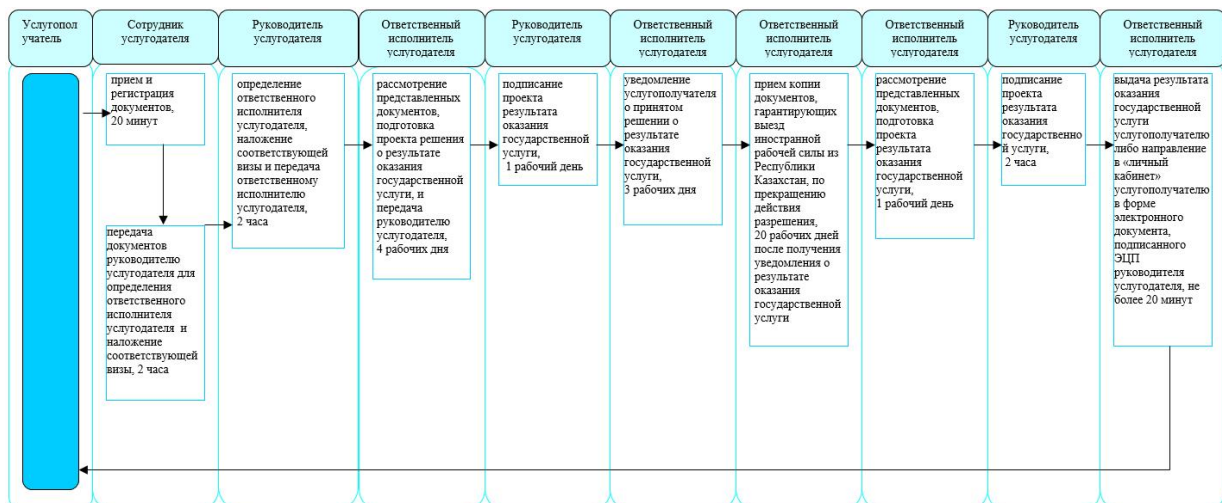 Услугопол
учатель
Сотрудник
услугодателя
Руководитель
услугодателя
Ответственный
исполнитель
услугодателя
Руководитель
услугодателя
Ответственный
исполнитель
услугодателя
Ответственный
исполнитель
услугодателя
Ответственный
исполнитель
услугодателя
Руководитель
услугодателя
Ответственный
исполнитель
услугодателя
прием и
регистрация
документов,
20 минут
передача
документов
руководителю
услугодателя для
определения
ответственного
исполнителя
услугодателя и
наложение
соответствующей
визы, 2 часа
определение
ответственного
исполнителя
услугодателя,
наложение
соответствующей
визы и передача
ответственному
исполнителю
услугодателя,
2 часа
рассмотрение
представленных
документов,
подготовка
проекта решения
о результате
оказания
государственной
услуги, и
передача
руководителю
услугодателя,
4 рабочих дня
подписание
проекта
результата
оказания
государственной
услуги,
1 рабочий день
уведомление
услугополучателя
о принятом
решении о
результате
оказания
государственной
услуги,
3 рабочих дня
прием копии
документов,
гарантирующих
выезд
иностранной
рабочей силы из
Республики
Казахстан, по
прекращению
действия
разрешения,
20 рабочих дней
после получения
уведомления о
результате
оказания
государственной
услуги
рассмотрение
представленных
документов,
подготовка
проекта
результата
оказания
государственной
услуги,
1 рабочий день
подписание
проекта
результата
оказания
государственно
й услуги,
2 часа
выдача результата
оказания
государственной
услуги
услугополучателю
либо направление
в «личный
кабинет»
услугополучателю
в форме
электронного
документа,
подписанного
ЭЦП
руководителя
услугодателя, не
более 20 минут